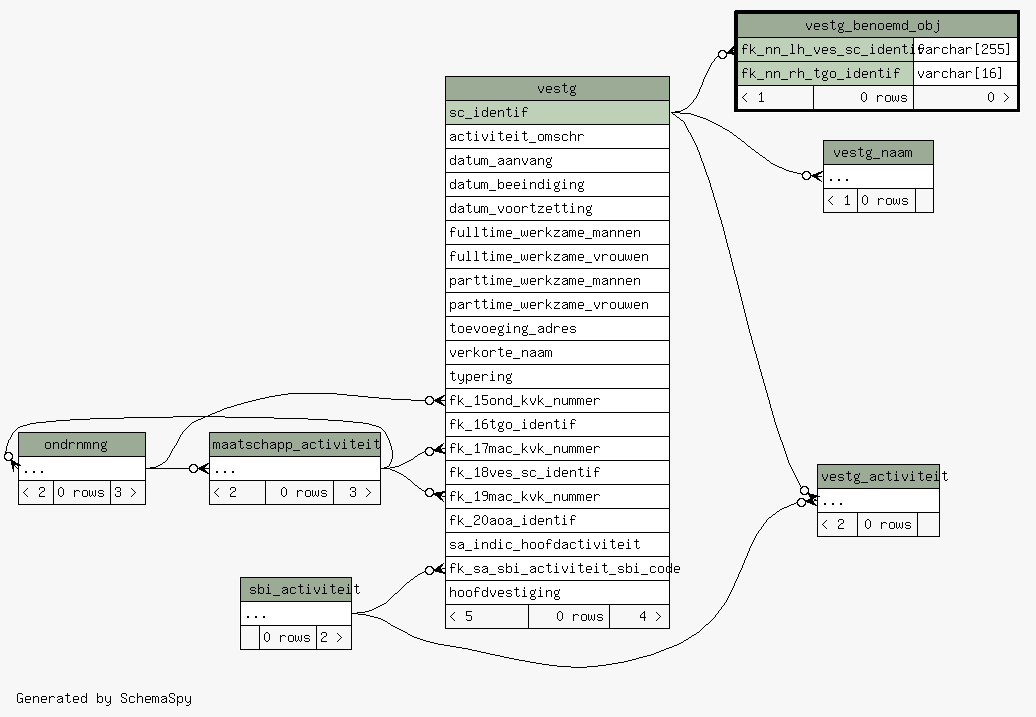 vestg_benoemd_obj
fk_nn_lh_ves_sc_identif varchar[255]
fk_nn_rh_tgo_identif varchar[16]
< 1 0 rows 0 >
vestg
sc_identif
activiteit_omschr
datum_aanvang
datum_beeindiging
datum_voortzetting
fulltime_werkzame_mannen
fulltime_werkzame_vrouwen
parttime_werkzame_mannen
parttime_werkzame_vrouwen
toevoeging_adres
verkorte_naam
typering
fk_15ond_kvk_nummer
fk_16tgo_identif
fk_17mac_kvk_nummer
fk_18ves_sc_identif
fk_19mac_kvk_nummer
fk_20aoa_identif
sa_indic_hoofdactiviteit
fk_sa_sbi_activiteit_sbi_code
hoofdvestiging
< 5 0 rows 4 >
vestg_naam
...
< 1 0 rows
ondrnmng
...
< 2 0 rows 3 >
maatschapp_activiteit
...
< 2 0 rows 3 >
vestg_activiteit
...
< 2 0 rows
sbi_activiteit
...
0 rows 2 >
Generated by SchemaSpy